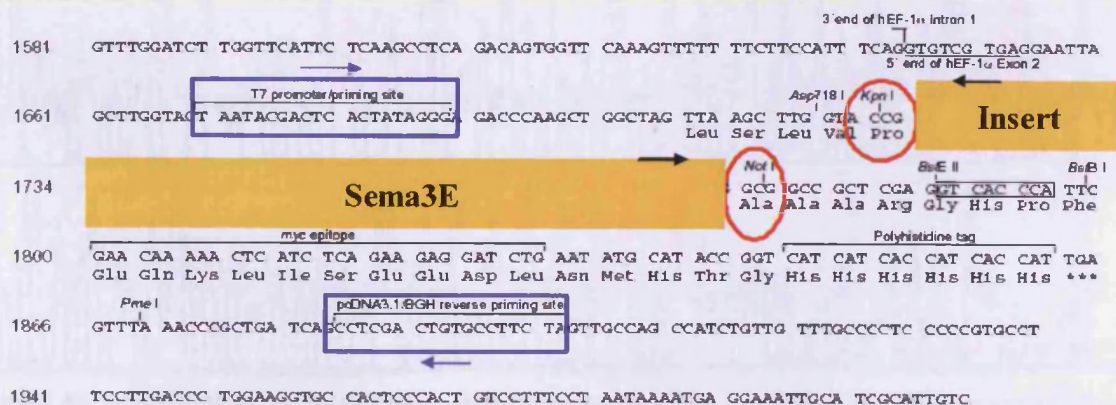 3´end of hEF-1α Intron 1
1581 GTTTGGATCT TGGTTCATTC TCAAGCCTCA GACAGTGGTT CAAAGTTTTT TTCTTCCATT TCAGGTGTCG TGAGGAATTA
5´ end of hEF-1α Exon 2
T7 promoter/priming site
Asp718 I Kpn I
1661 GCTTGGTACT AATACGACTC ACTATAGGGA GACCCAAGCT GGCTAG TTA AGC TTG GTA CCG Insert
Leu Ser Leu Val Pro
Not I BstE II BstB I
1734 Sema3E GCG GCC GCT CGA GGT CAC CCA TTC
Ala Ala Ala Arg Gly His Pro Phe
myc epitope Polyhistidine tag
1800 GAA CAA AAA CTC ATC TCA GAA GAG GAT CTG AAT ATG CAT ACC GGT CAT CAT CAC CAT CAC CAT TGA
Glu Gln Lys Leu Ile Ser Glu Glu Asp Leu Asn Met His Thr Gly His His His His His His ***
Pme I pcDNA3.1/BGH reverse priming site
1866 GTTTA AACCCGCTGA TCAGCCTCGA CTGTGCCTTC TAGTTGCCAG CCATCTGTTG TTTGCCCCTC CCCCGTGCCT
1941 TCCTTGACCC TGGAAGGTGC CACTCCCACT GTCCTTTCCT AATAAAATGA GGAAATTGCA TCGCATTGTC